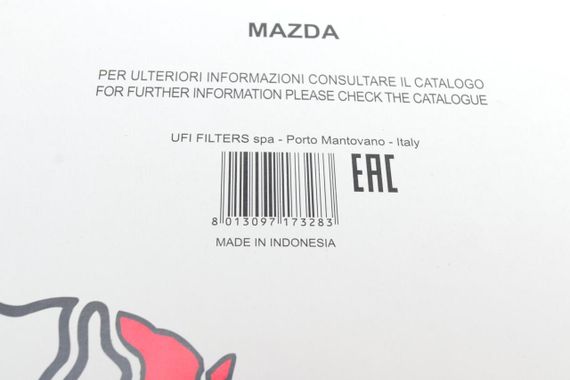 MAZDA
PER ULTERIORI INFORMAZIONI CONSULTARE IL CATALOGO
FOR FURTHER INFORMATION PLEASE CHECK THE CATALOGUE
UFI FILTERS spa - Porto Mantovano - Italy
EAC
8 013097 173283
MADE IN INDONESIA